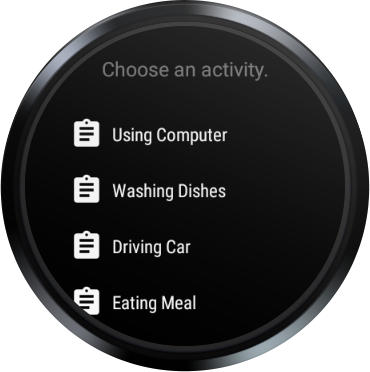 Choose an activity.
Using Computer
Washing Dishes
Driving Car
Eating Meal